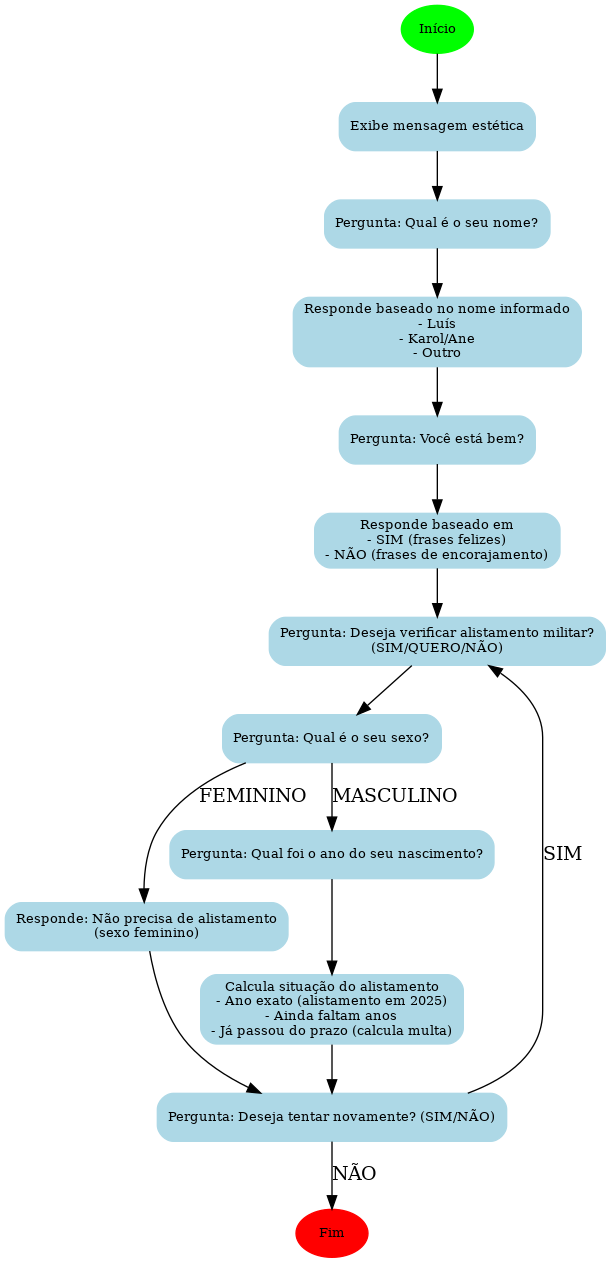 Início
Exibe mensagem estética
Pergunta: Qual é o seu nome?
Responde baseado no nome informado
- Luís
- Karol/Ane
- Outro
Pergunta: Você está bem?
Responde baseado em
- SIM (frases felizes)
- NÃO (frases de encorajamento)
Pergunta: Deseja verificar alistamento militar?
(SIM/QUERO/NÃO)
Pergunta: Qual é o seu sexo?
FEMININO
MASCULINO
SIM
Pergunta: Qual foi o ano do seu nascimento?
Responde: Não precisa de alistamento
(sexo feminino)
Calcula situação do alistamento
- Ano exato (alistamento em 2025)
- Ainda faltam anos
- Já passou do prazo (calcula multa)
Pergunta: Deseja tentar novamente? (SIM/NÃO)
NÃO
Fim